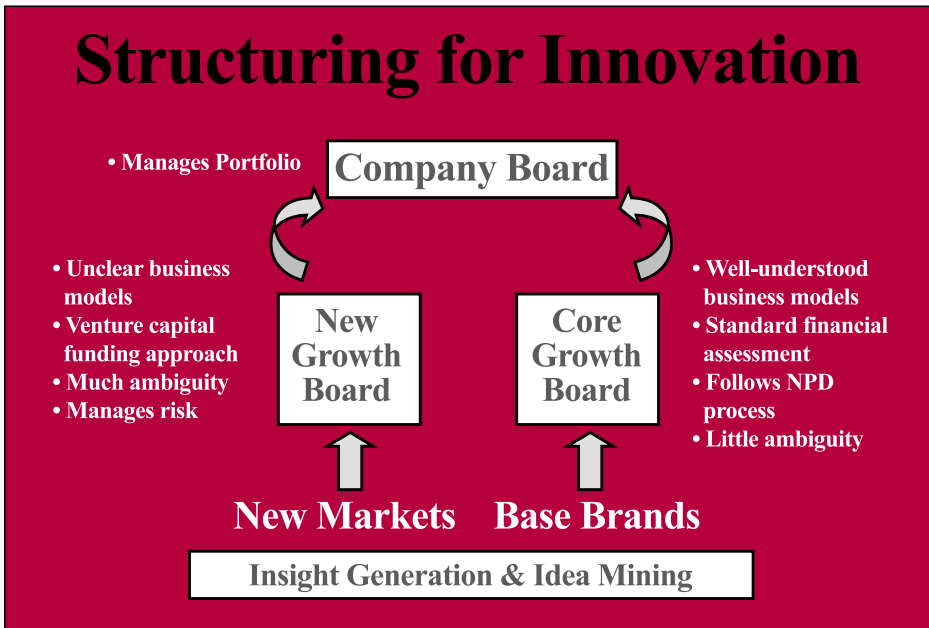 Structuring for Innovation
• Manages Portfolio
Company Board
• Unclear business
models
• Venture capital
funding approach
• Much ambiguity
• Manages risk
New
Growth
Board
Core
Growth
Board
• Well-understood
business models
• Standard financial
assessment
• Follows NPD
process
• Little ambiguity
New Markets
Base Brands
Insight Generation & Idea Mining